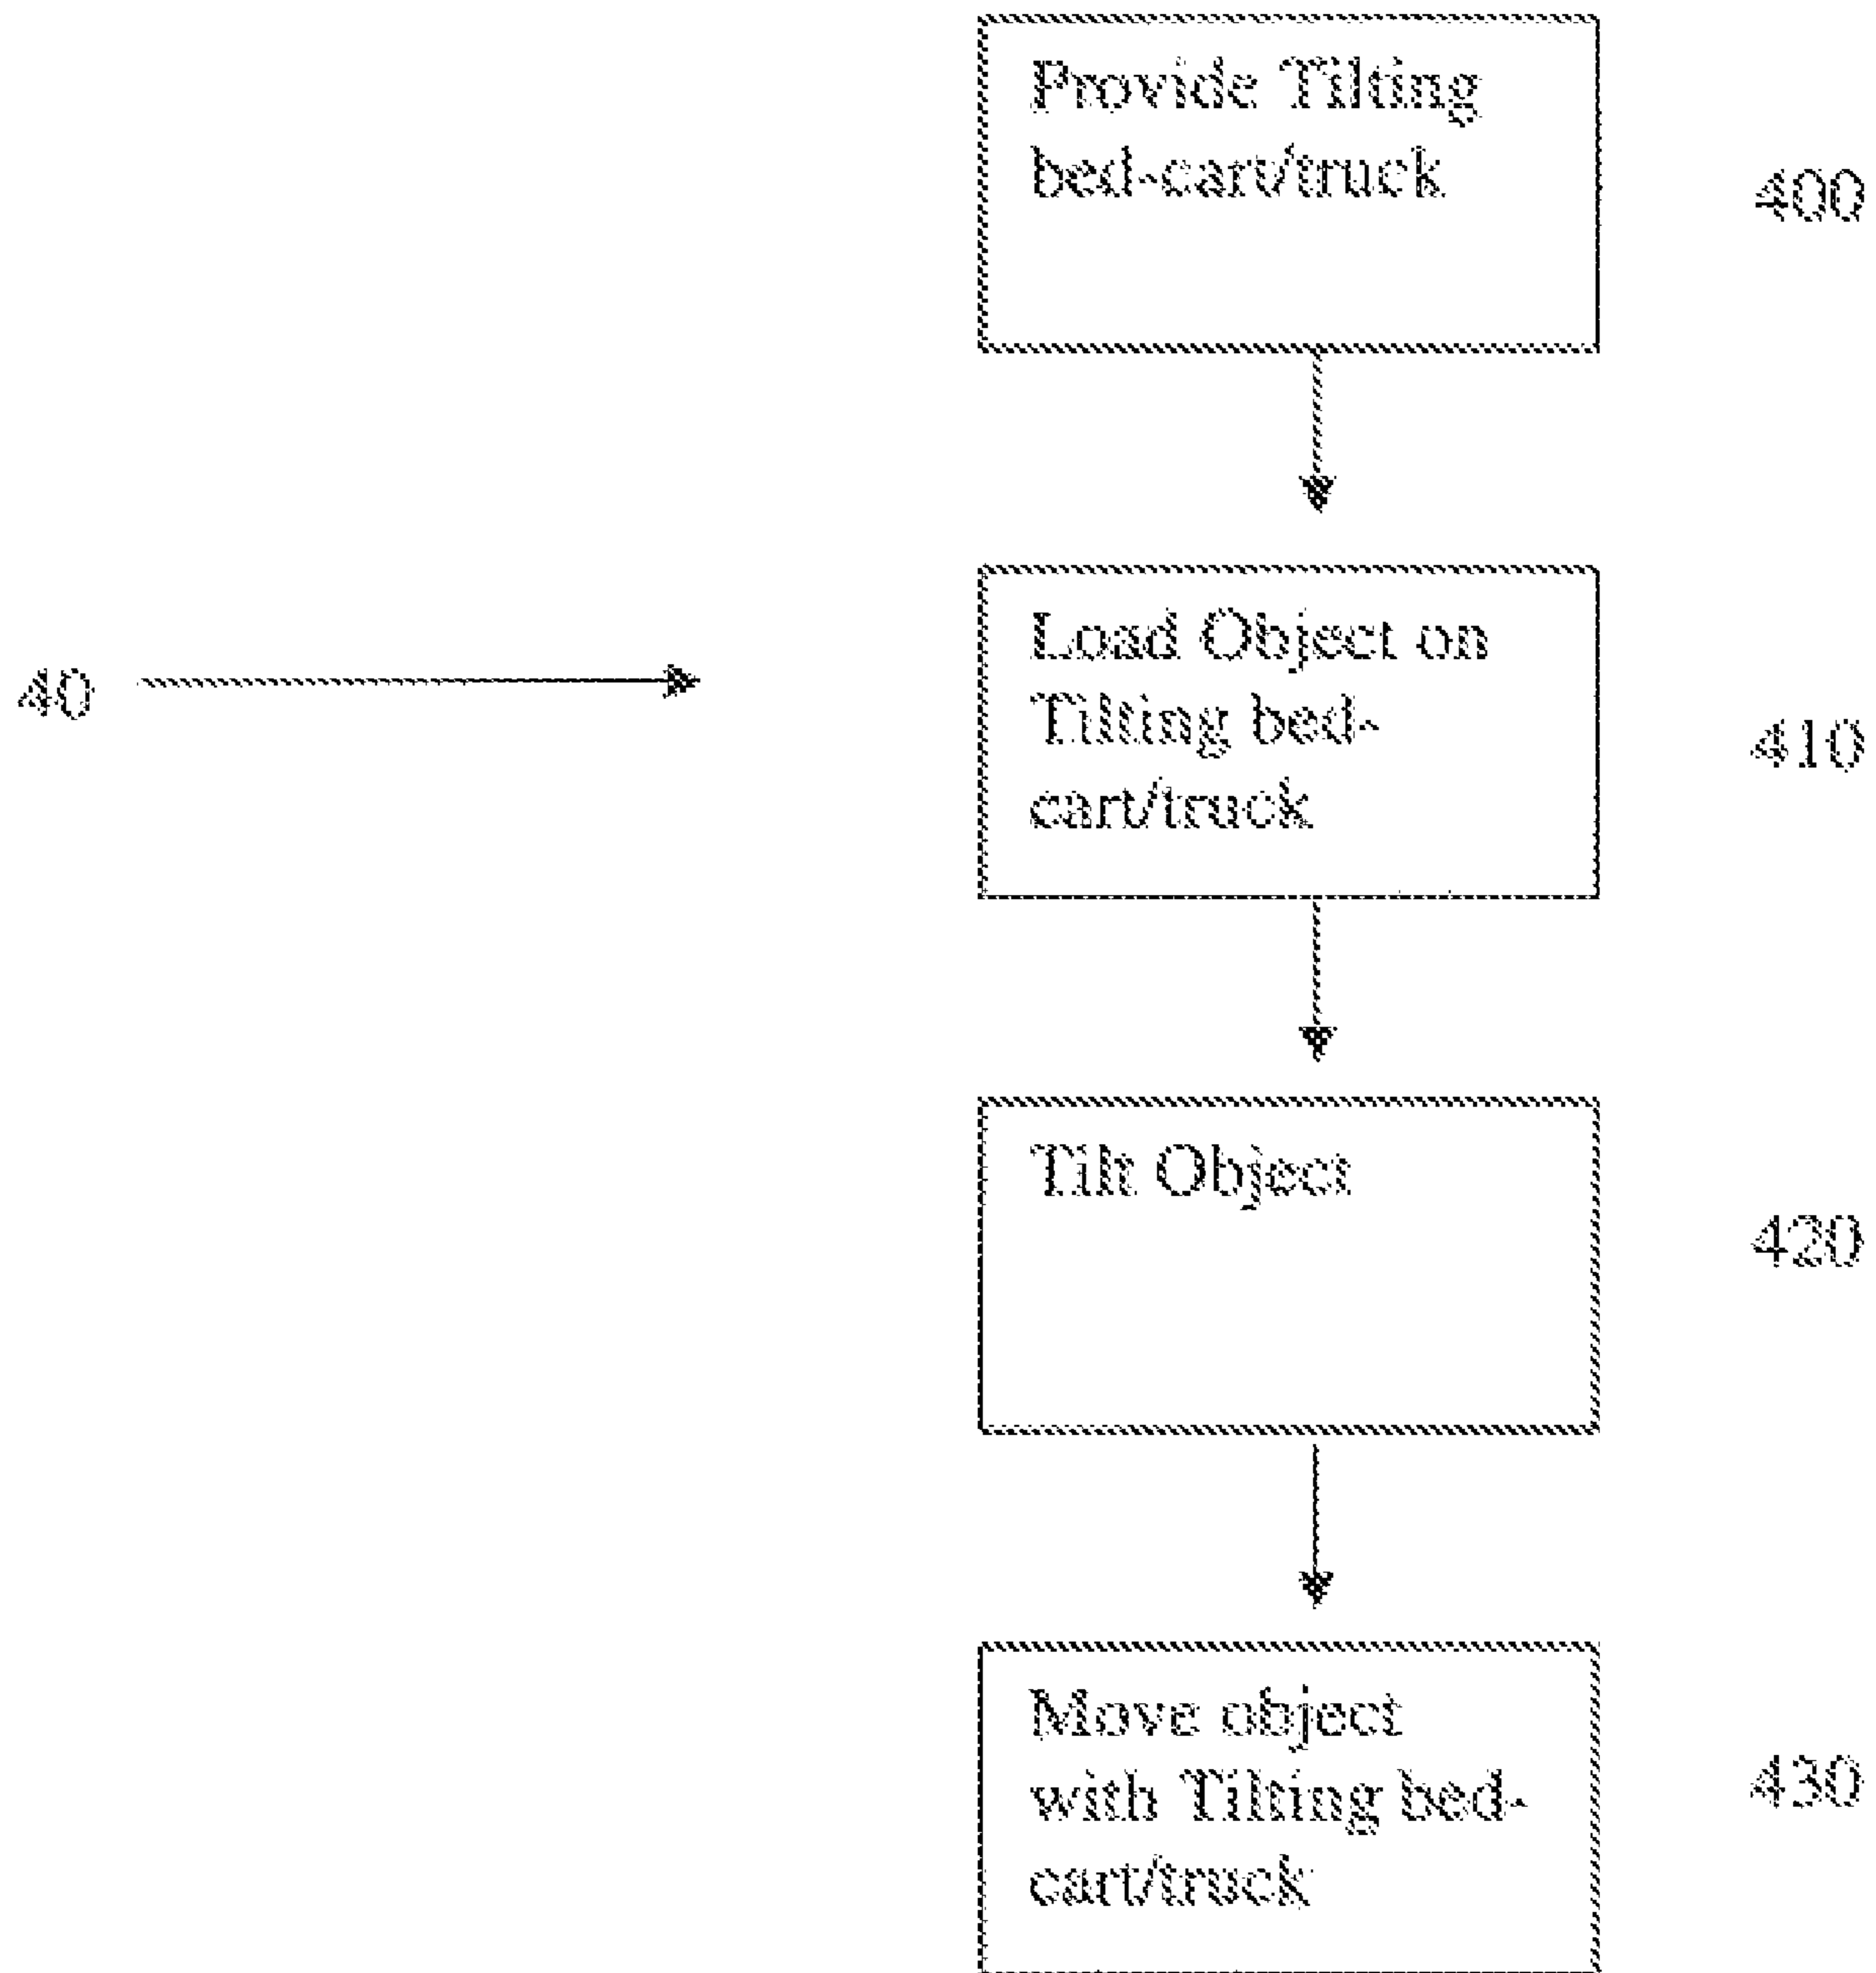 Provide Tilting
bed-cart/truck
400
Load Object on
Tilting bed-
cart/truck
40
410
Tilt Object
420
Move object
with Tilting bed-
cart/truck
430